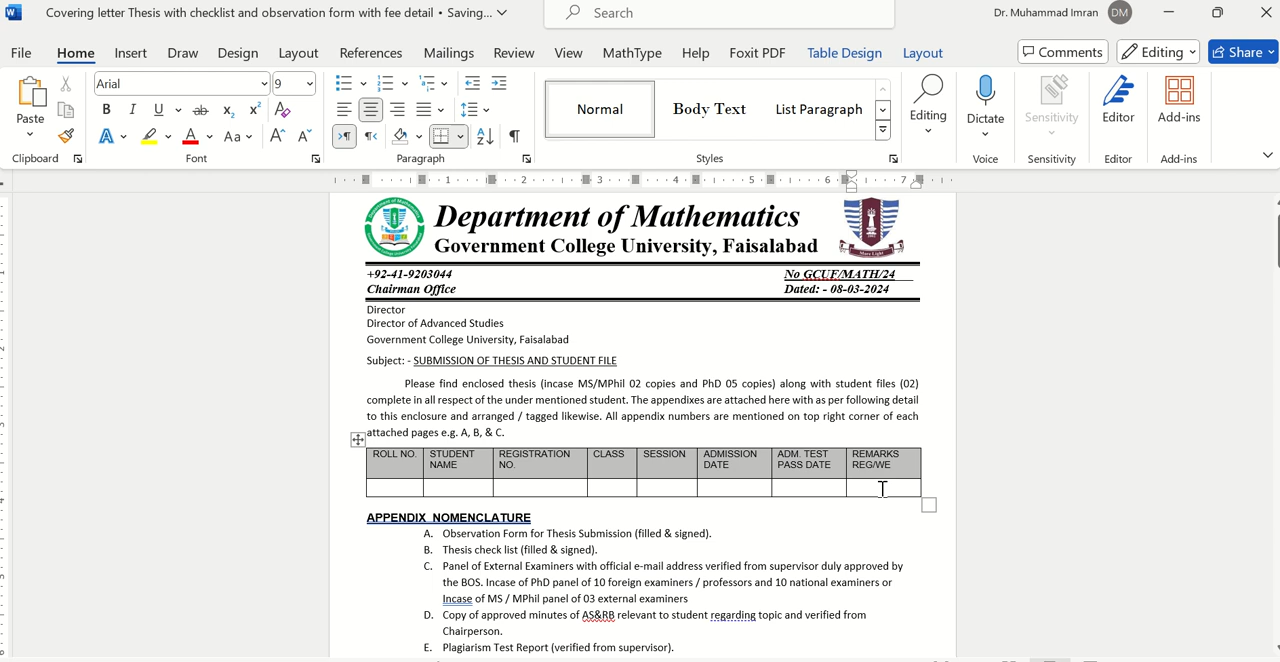 Covering letter Thesis with checklist and observation form with fee detail • Saving...
Search
Dr. Muhammad Imran DM
File Home Insert Draw Design Layout References Mailings Review View MathType Help Foxit PDF Table Design Layout Comments Editing Share
Paste
Arial 9
Normal Body Text List Paragraph
Editing Dictate Sensitivity Editor Add-ins
Clipboard Font Paragraph Styles Voice Sensitivity Editor Add-ins
1 2 3 4 5 6 7
Department of Mathematics
Government College University, Faisalabad
+92-41-9203044 No GCUF/MATH/24
Chairman Office Dated: - 08-03-2024
Director
Director of Advanced Studies
Government College University, Faisalabad
Subject: - SUBMISSION OF THESIS AND STUDENT FILE
Please find enclosed thesis (incase MS/MPhil 02 copies and PhD 05 copies) along with student files (02)
complete in all respect of the under mentioned student. The appendixes are attached here with as per following detail
to this enclosure and arranged / tagged likewise. All appendix numbers are mentioned on top right corner of each
attached pages e.g. A, B, & C.
ROLL NO. STUDENT NAME REGISTRATION NO. CLASS SESSION ADMISSION DATE ADM. TEST PASS DATE REMARKS REG/WE
APPENDIX NOMENCLATURE
A. Observation Form for Thesis Submission (filled & signed).
B. Thesis check list (filled & signed).
C. Panel of External Examiners with official e-mail address verified from supervisor duly approved by
the BOS. Incase of PhD panel of 10 foreign examiners / professors and 10 national examiners or
Incase of MS / MPhil panel of 03 external examiners
D. Copy of approved minutes of AS&RB relevant to student regarding topic and verified from
Chairperson.
E. Plagiarism Test Report (verified from supervisor).